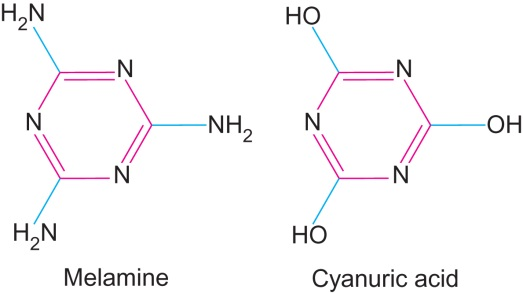 H₂N
N
N
NH₂
N
H₂N
Melamine
HO
N
N
OH
N
HO
Cyanuric acid